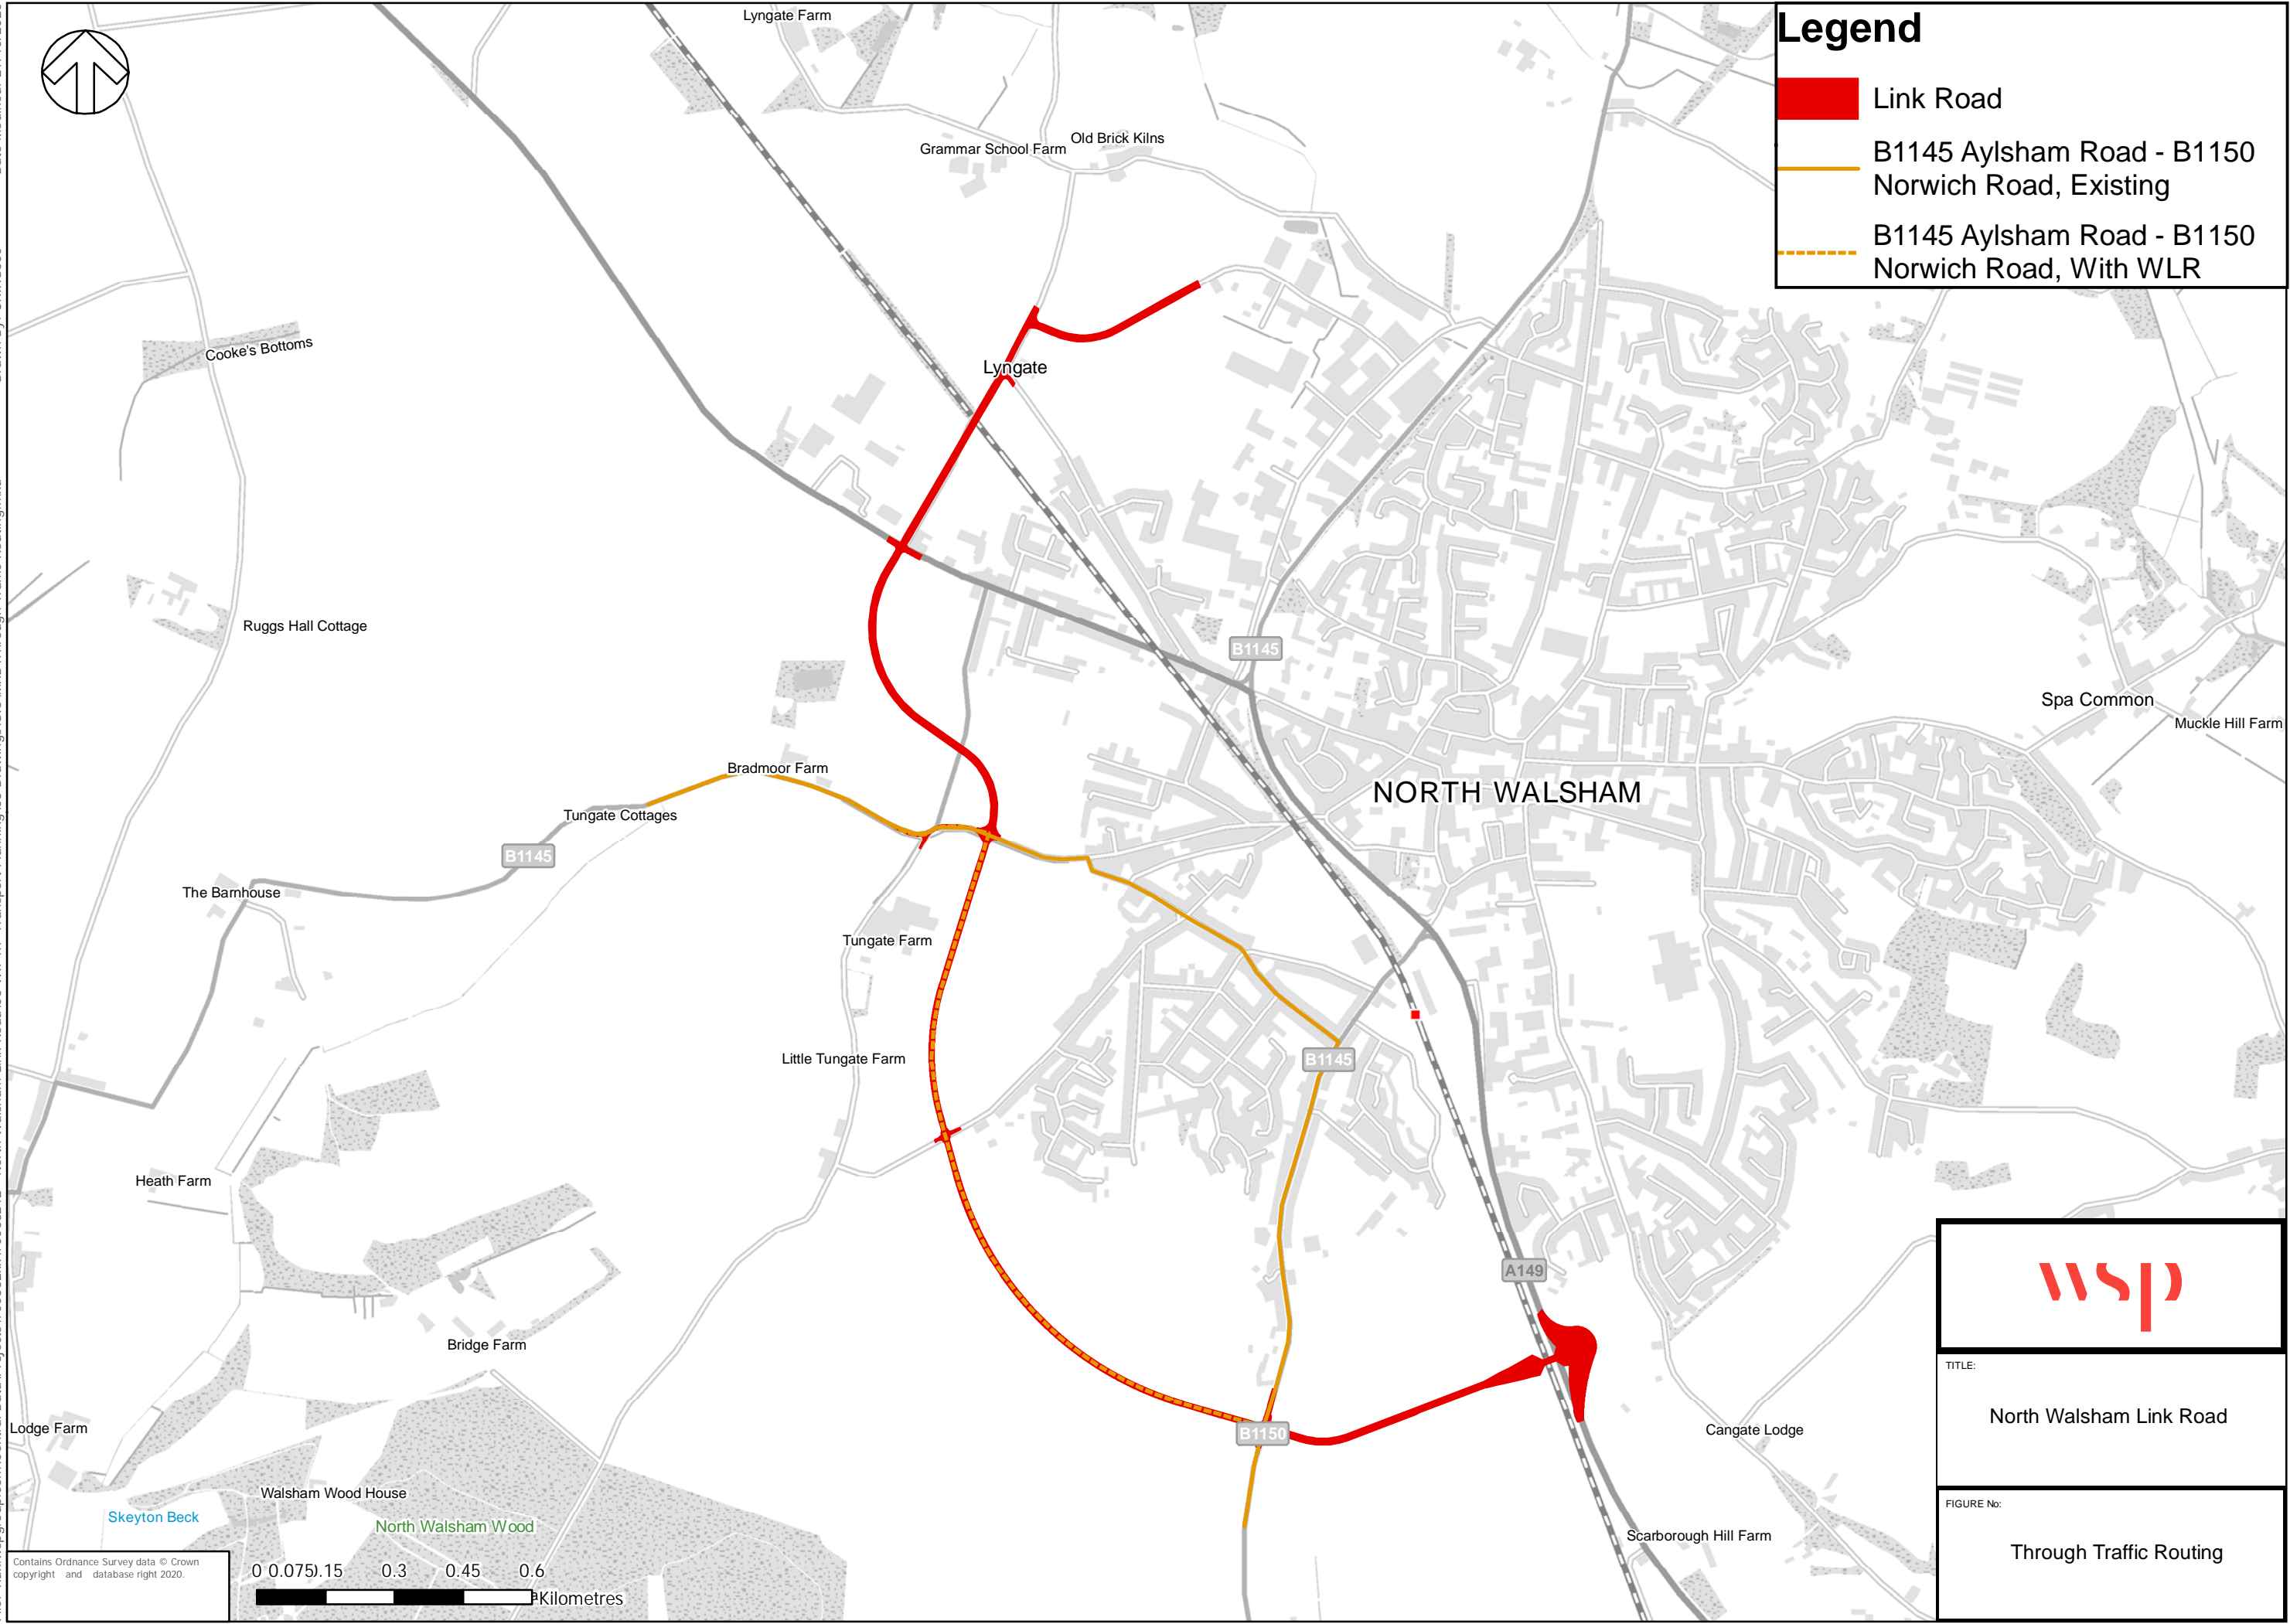 Lyngate Farm
Legend
Link Road
B1145 Aylsham Road - B1150
Norwich Road, Existing
B1145 Aylsham Road - B1150
Norwich Road, With WLR
Old Brick Kilns
Grammar School Farm
Cooke's Bottoms
Lyngate
Ruggs Hall Cottage
B1145
Spa Common
Muckle Hill Farm
Bradmoor Farm
NORTH WALSHAM
Tungate Cottages
B1145
The Barnhouse
Tungate Farm
Little Tungate Farm
B1145
Heath Farm
A149
Bridge Farm
wsp
TITLE:
North Walsham Link Road
Lodge Farm
B1150
Cangate Lodge
Walsham Wood House
Skeyton Beck
North Walsham Wood
FIGURE No:
Through Traffic Routing
Scarborough Hill Farm
Contains Ordnance Survey data © Crown
copyright and database right 2020.
0 0.075 0.15 0.3 0.45 0.6
Kilometres